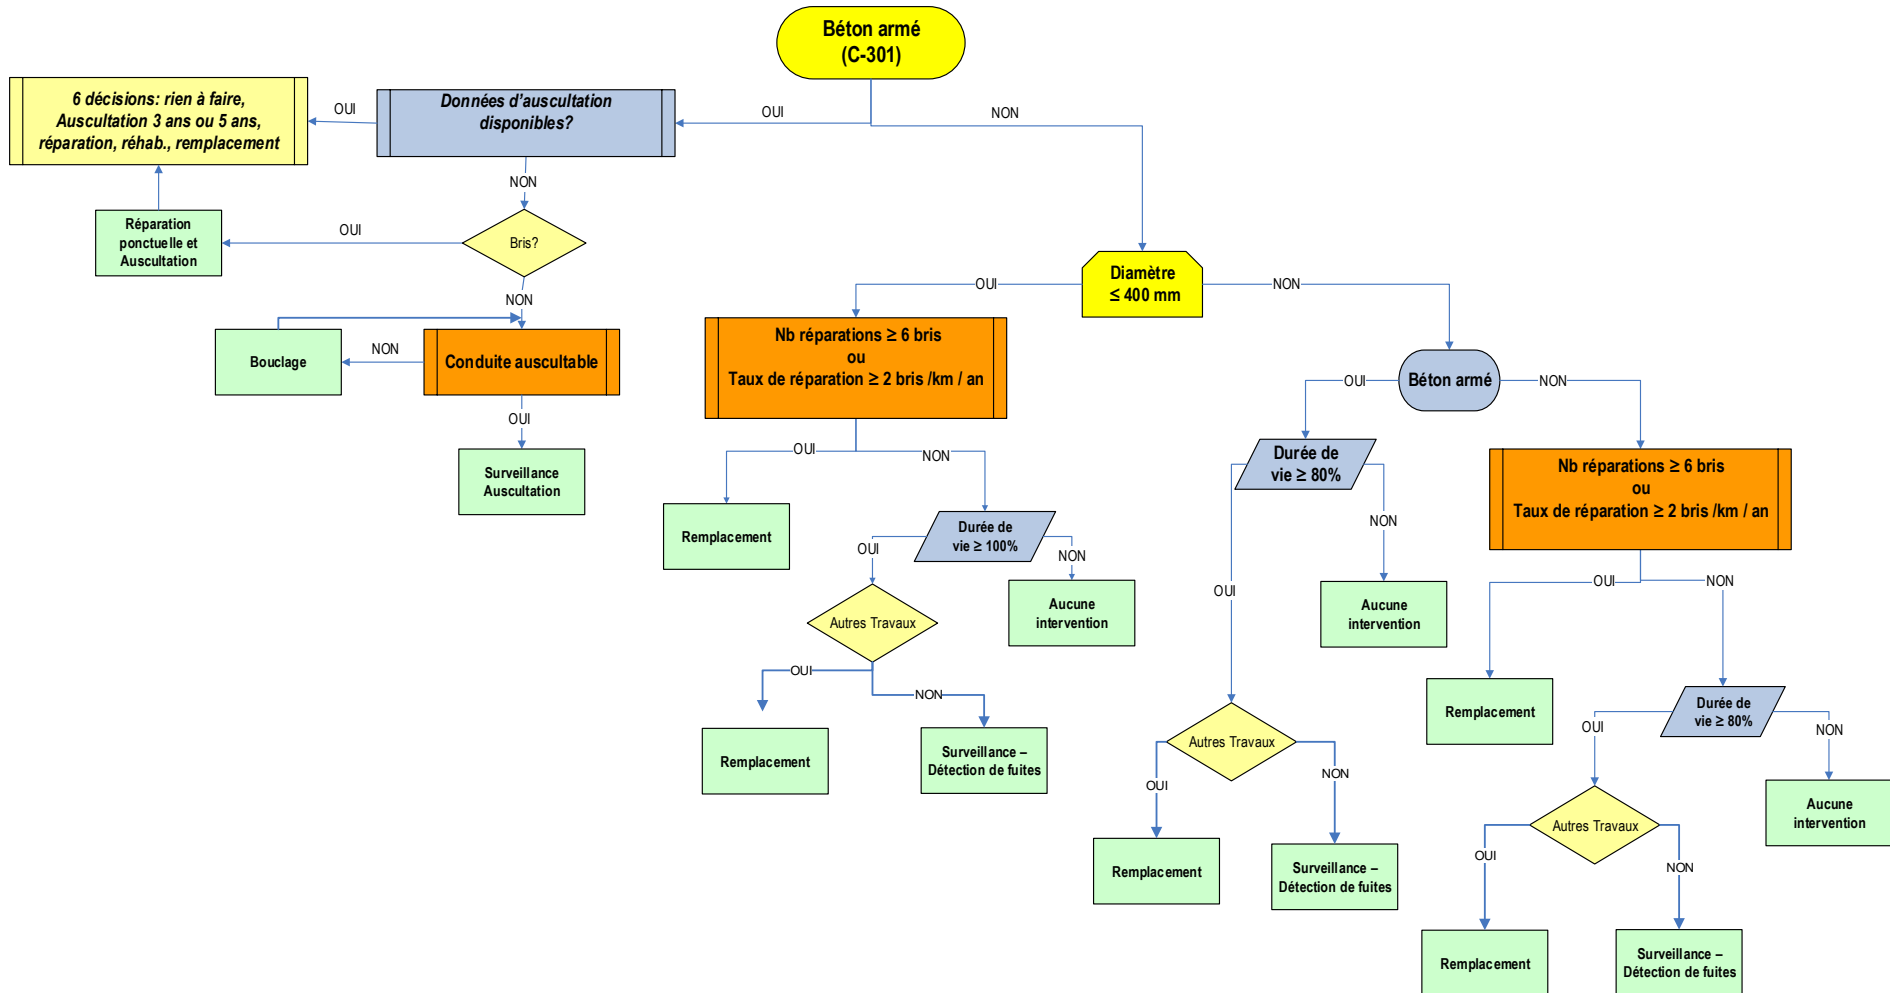 Béton armé
(C-301)
6 décisions: rien à faire,
Auscultation 3 ans ou 5 ans,
réparation, réhab., remplacement
OUI
Données d'auscultation
disponibles?
OUI
NON
NON
Réparation
ponctuelle et
Auscultation
OUI
Bris?
NON
Bouclage
NON
Conduite auscultable
OUI
Surveillance
Auscultation
Diamètre
≤ 400 mm
OUI
NON
Nb réparations ≥ 6 bris
ou
Taux de réparation ≥ 2 bris /km / an
OUI
NON
Remplacement
Durée de
vie ≥ 100%
OUI
NON
Autres Travaux
Aucune
intervention
OUI
NON
Remplacement
Surveillance –
Détection de fuites
Béton armé
OUI
NON
Durée de
vie ≥ 80%
NON
OUI
Aucune
intervention
Autres Travaux
OUI
NON
Remplacement
Surveillance –
Détection de fuites
Nb réparations ≥ 6 bris
ou
Taux de réparation ≥ 2 bris /km / an
OUI
NON
Remplacement
Durée de
vie ≥ 80%
OUI
NON
Aucune
intervention
Autres Travaux
OUI
NON
Remplacement
Surveillance –
Détection de fuites